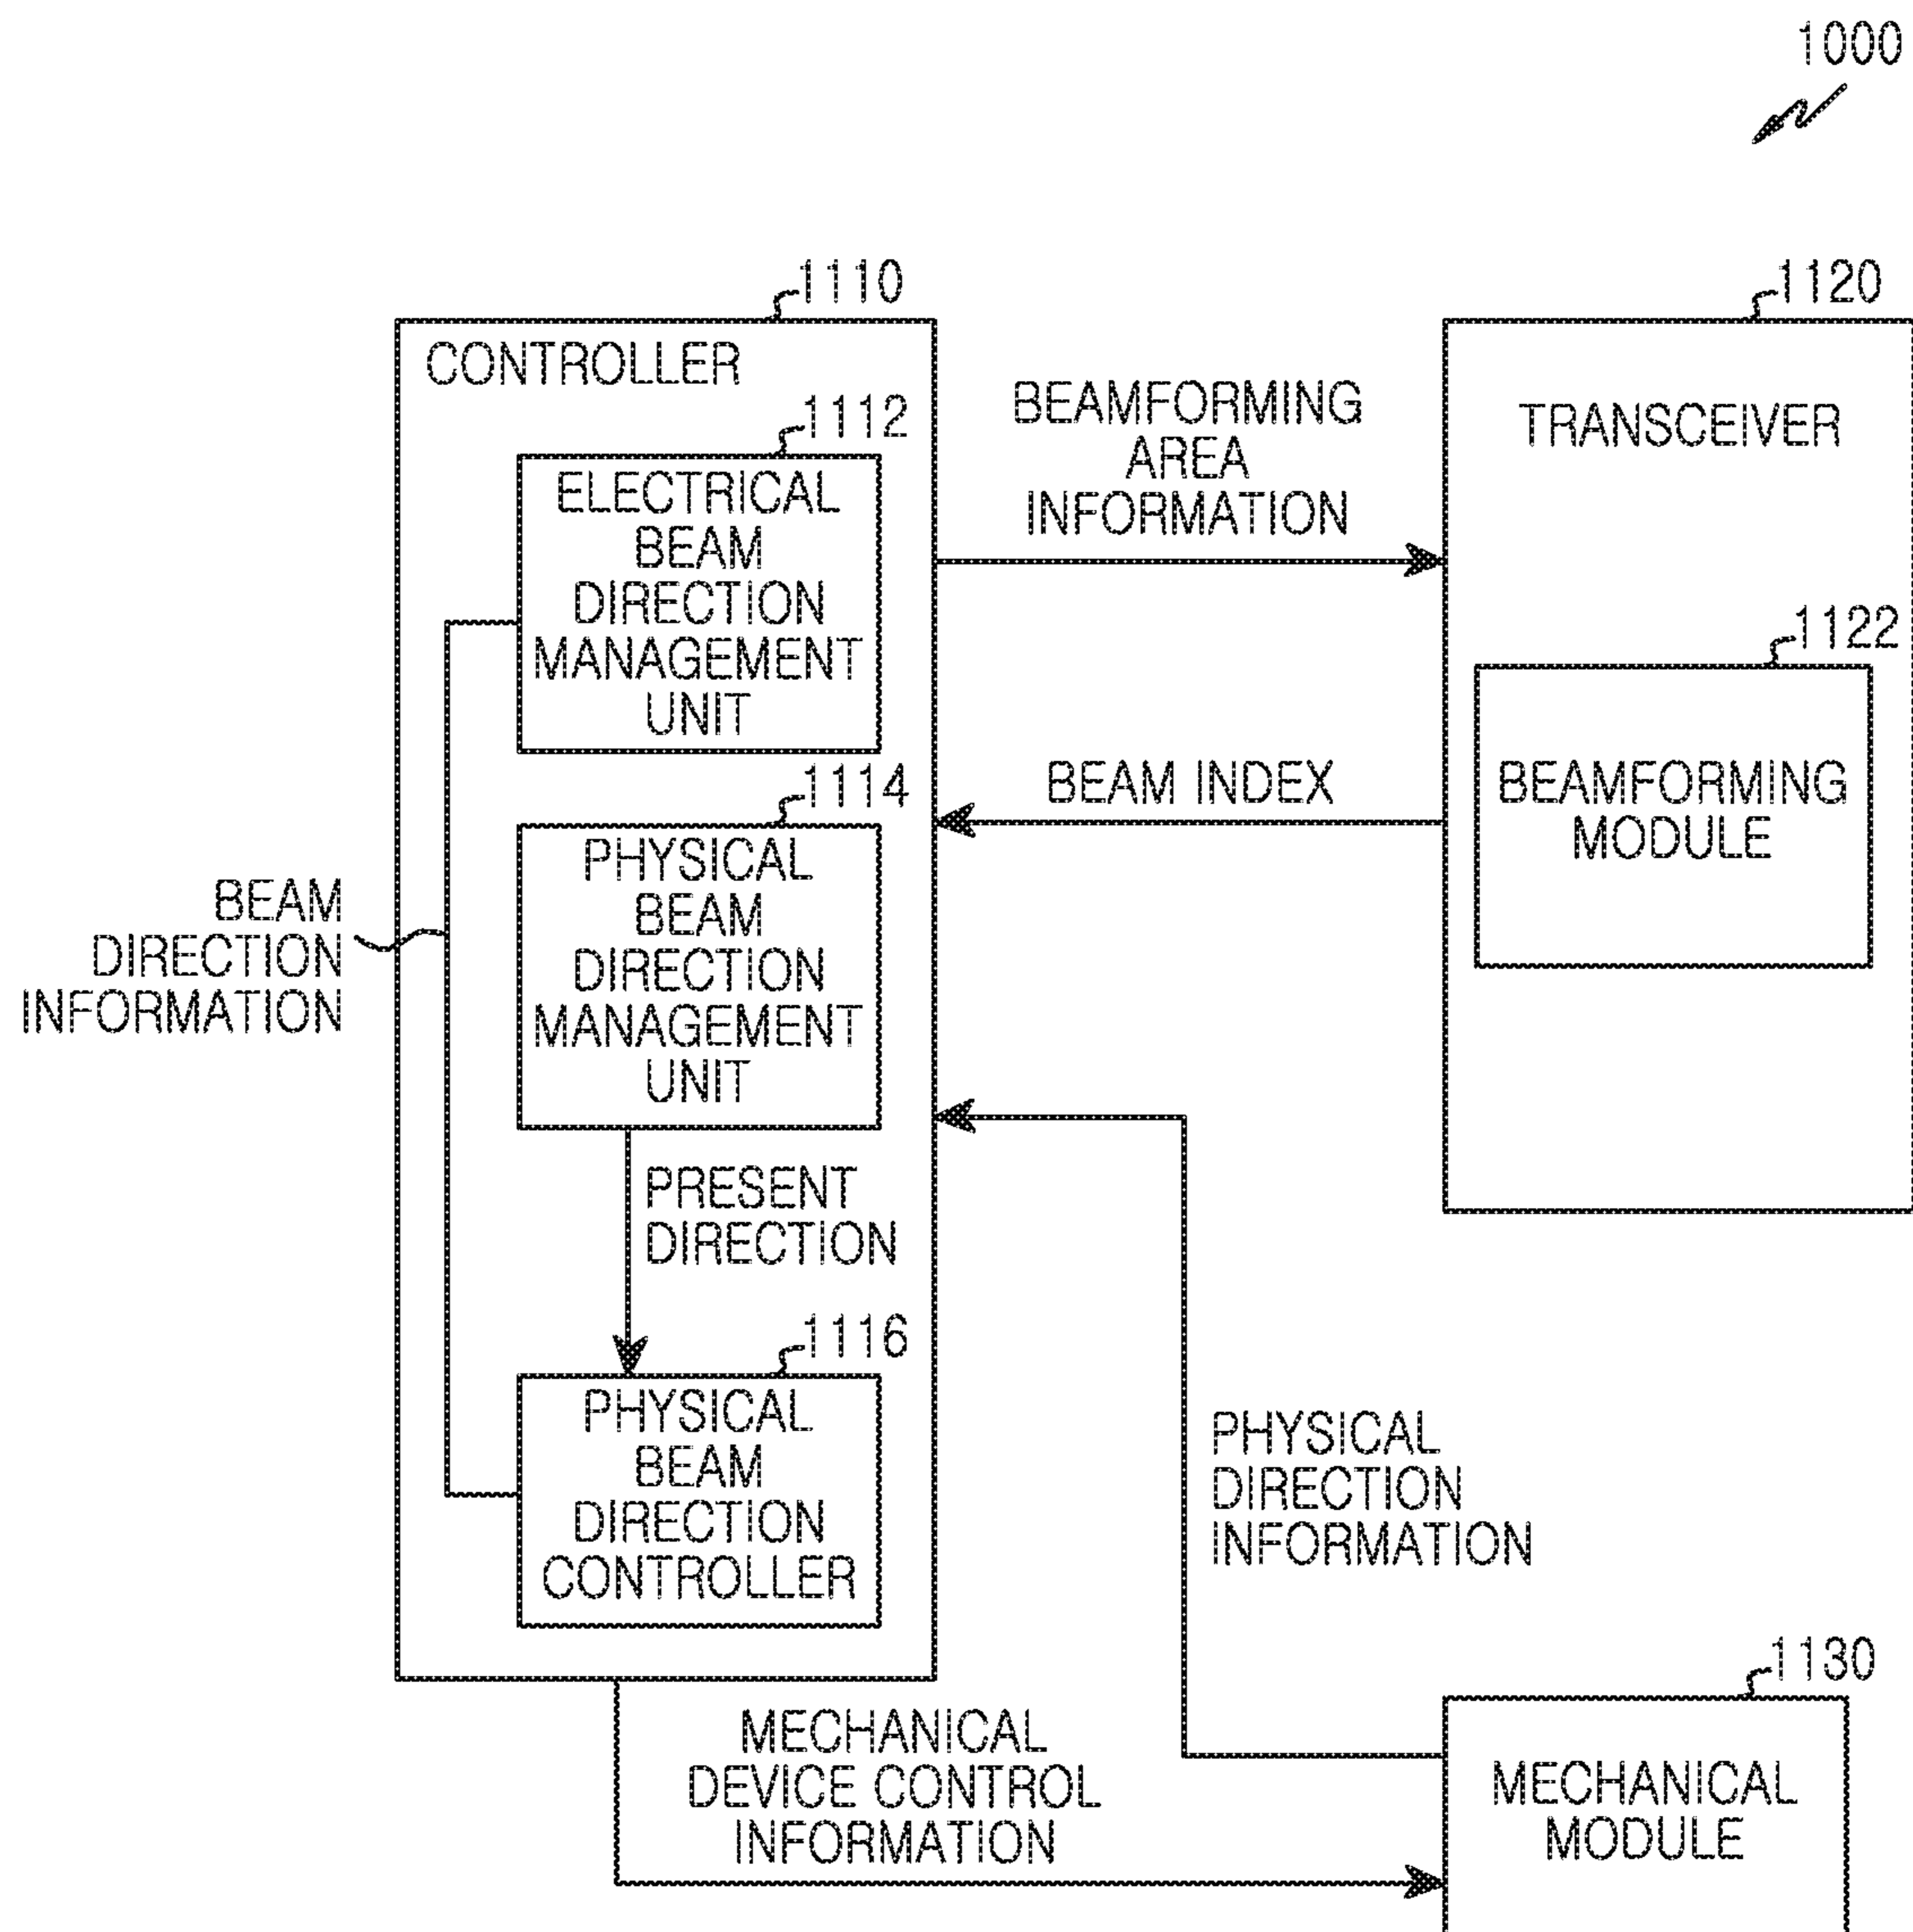 1000
1110
CONTROLLER
1112
ELECTRICAL
BEAM
DIRECTION
MANAGEMENT
UNIT
1114
PHYSICAL
BEAM
DIRECTION
MANAGEMENT
UNIT
PRESENT
DIRECTION
1116
PHYSICAL
BEAM
DIRECTION
CONTROLLER
BEAM
DIRECTION
INFORMATION
BEAMFORMING
AREA
INFORMATION
BEAM INDEX
1120
TRANSCEIVER
1122
BEAMFORMING
MODULE
PHYSICAL
DIRECTION
INFORMATION
MECHANICAL
DEVICE CONTROL
INFORMATION
1130
MECHANICAL
MODULE